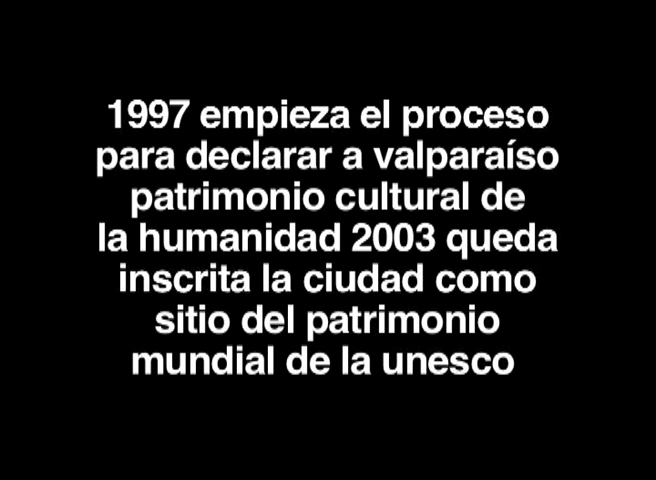 1997 empieza el proceso
para declarar a valparaíso
patrimonio cultural de
la humanidad 2003 queda
inscrita la ciudad como
sitio del patrimonio
mundial de la unesco